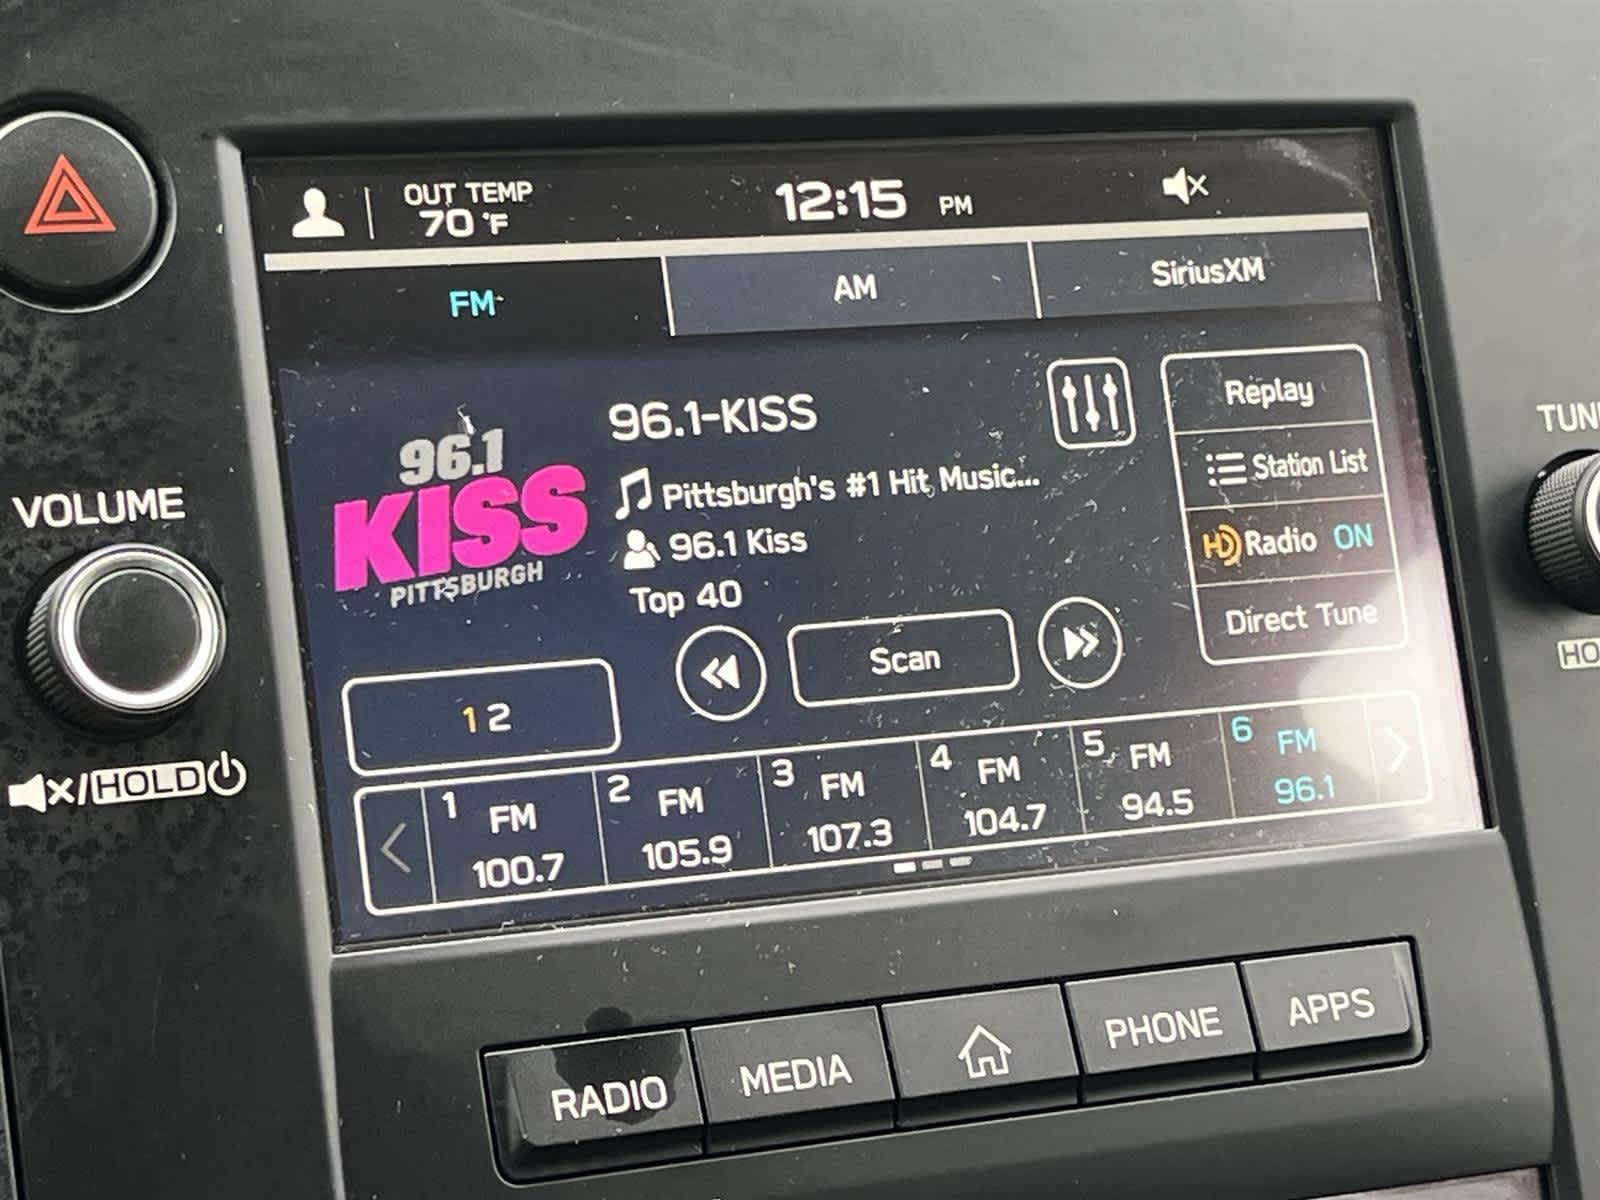 OUT TEMP
70 °F
12:15 PM
FM
AM
SiriusXM
96.1
KISS
PITTSBURGH
96.1-KISS
Pittsburgh's #1 Hit Music...
96.1 Kiss
Top 40
Replay
Station List
HD Radio ON
Direct Tune
1 2
Scan
1 FM
100.7
2 FM
105.9
3 FM
107.3
4 FM
104.7
5 FM
94.5
6 FM
96.1
VOLUME
/HOLD
TUN
HO
RADIO
MEDIA
PHONE
APPS